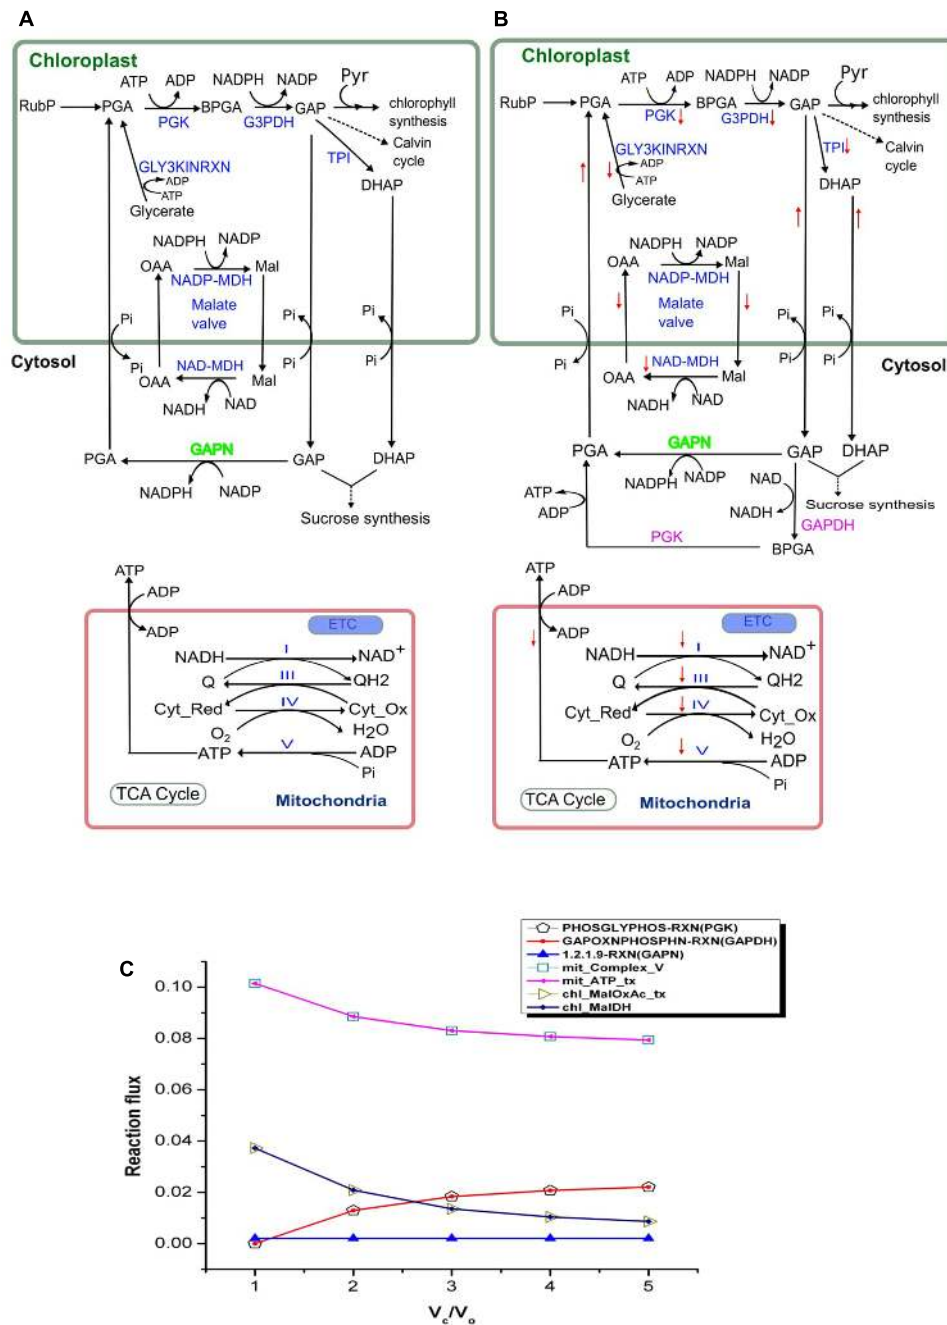 A
Chloroplast
ATP ADP NADPH NADP Pyr
RubP PGA BPGA GAP
PGK G3PDH
chlorophyll
synthesis
TPI
Calvin
cycle
GLY3KINRXN
ADP
ATP
Glycerate
DHAP
NADPH NADP
OAA Mal
NADP-MDH
Malate
valve
Pi Pi Pi
Cytosol
Pi Pi Pi
NAD-MDH
OAA Mal
NADH NAD
GAPN
PGA GAP DHAP
NADPH NADP
Sucrose synthesis
ATP
ADP
ADP
ETC
I
NADH NAD+
III
Q QH2
IV
Cyt_Red Cyt_Ox
O2 H2O
V
ATP ADP
Pi
TCA Cycle
Mitochondria
B
Chloroplast
ATP ADP NADPH NADP Pyr
RubP PGA BPGA GAP
PGK G3PDH
chlorophyll
synthesis
TPI
Calvin
cycle
GLY3KINRXN
ADP
ATP
Glycerate
DHAP
NADPH NADP
OAA Mal
NADP-MDH
Malate
valve
Pi Pi Pi
Cytosol
Pi Pi Pi
NAD-MDH
OAA Mal
NADH NAD
GAPN
PGA GAP DHAP
NADPH NADP
NAD
NADH
ATP
ADP
Sucrose synthesis
GAPDH
PGK
BPGA
ATP
ADP
ADP
ETC
I
NADH NAD+
III
Q QH2
IV
Cyt_Red Cyt_Ox
O2 H2O
V
ATP ADP
Pi
TCA Cycle
Mitochondria
C
PHOSGLYPHOS-RXN(PGK)
GAPOXNPHOSPHN-RXN(GAPDH)
1.2.1.9-RXN(GAPN)
mit_Complex_V
mit_ATP_tx
chl_MalOxAc_tx
chl_MalDH
0.10
0.08
0.06
0.04
0.02
0.00
Reaction flux
1 2 3 4 5
Vc/Vo